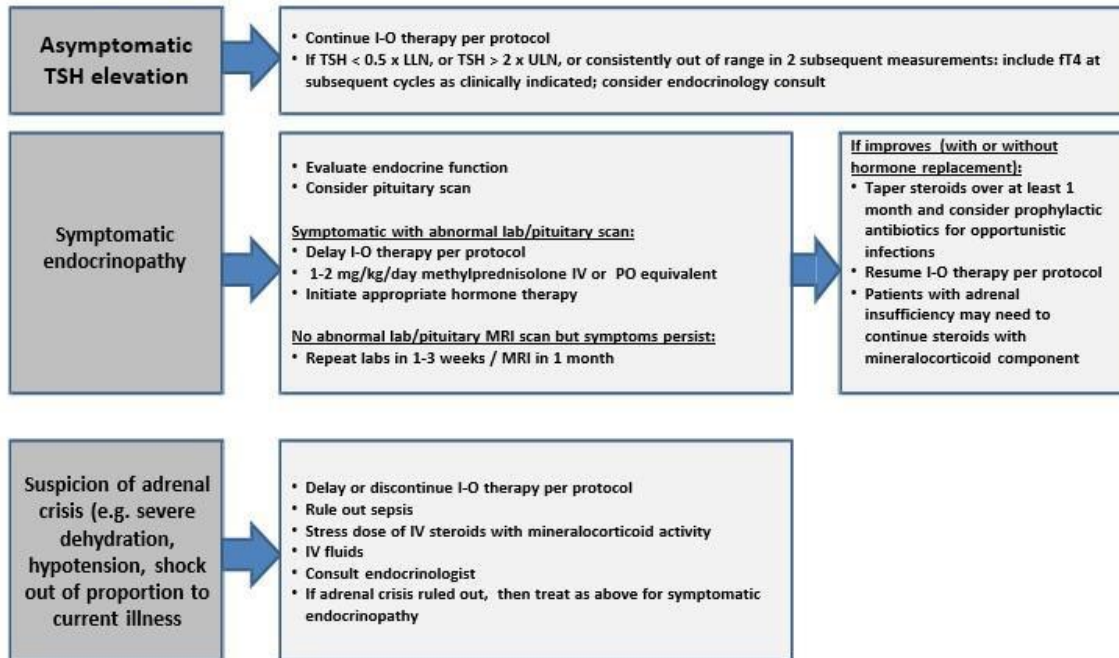 Asymptomatic
TSH elevation
• Continue I-O therapy per protocol
• If TSH < 0.5 x LLN, or TSH > 2 x ULN, or consistently out of range in 2 subsequent measurements: include fT4 at
subsequent cycles as clinically indicated; consider endocrinology consult
Symptomatic
endocrinopathy
• Evaluate endocrine function
• Consider pituitary scan
Symptomatic with abnormal lab/pituitary scan:
• Delay I-O therapy per protocol
• 1-2 mg/kg/day methylprednisolone IV or PO equivalent
• Initiate appropriate hormone therapy
No abnormal lab/pituitary MRI scan but symptoms persist:
• Repeat labs in 1-3 weeks / MRI in 1 month
If improves (with or without
hormone replacement):
• Taper steroids over at least 1
month and consider prophylactic
antibiotics for opportunistic
infections
• Resume I-O therapy per protocol
• Patients with adrenal
insufficiency may need to
continue steroids with
mineralocorticoid component
Suspicion of adrenal
crisis (e.g. severe
dehydration,
hypotension, shock
out of proportion to
current illness
• Delay or discontinue I-O therapy per protocol
• Rule out sepsis
• Stress dose of IV steroids with mineralocorticoid activity
• IV fluids
• Consult endocrinologist
• If adrenal crisis ruled out, then treat as above for symptomatic
endocrinopathy